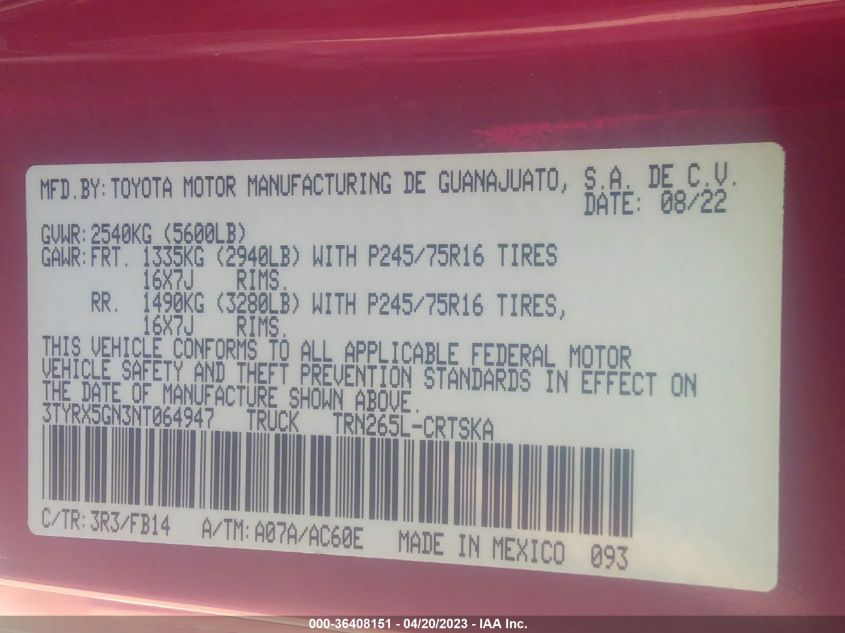 MFD.BY: TOYOTA MOTOR MANUFACTURING DE GUANAJUATO, S.A. DE C.V.
DATE: 08/22
GVWR: 2540KG (5600LB)
GAWR: FRT. 1335KG (2940LB) WITH P245/75R16 TIRES
16X7J RIMS.
RR. 1490KG (3280LB) WITH P245/75R16 TIRES,
16X7J RIMS.
THIS VEHICLE CONFORMS TO ALL APPLICABLE FEDERAL MOTOR
VEHICLE SAFETY AND THEFT PREVENTION STANDARDS IN EFFECT ON
THE DATE OF MANUFACTURE SHOWN ABOVE.
3TYRX5GN3NT064947 TRUCK TRN265L-CRTSKA
C/TR: 3R3/FB14 A/TM: A07A/AC60E MADE IN MEXICO 093
000-36408151 - 04/20/2023 - IAA Inc.